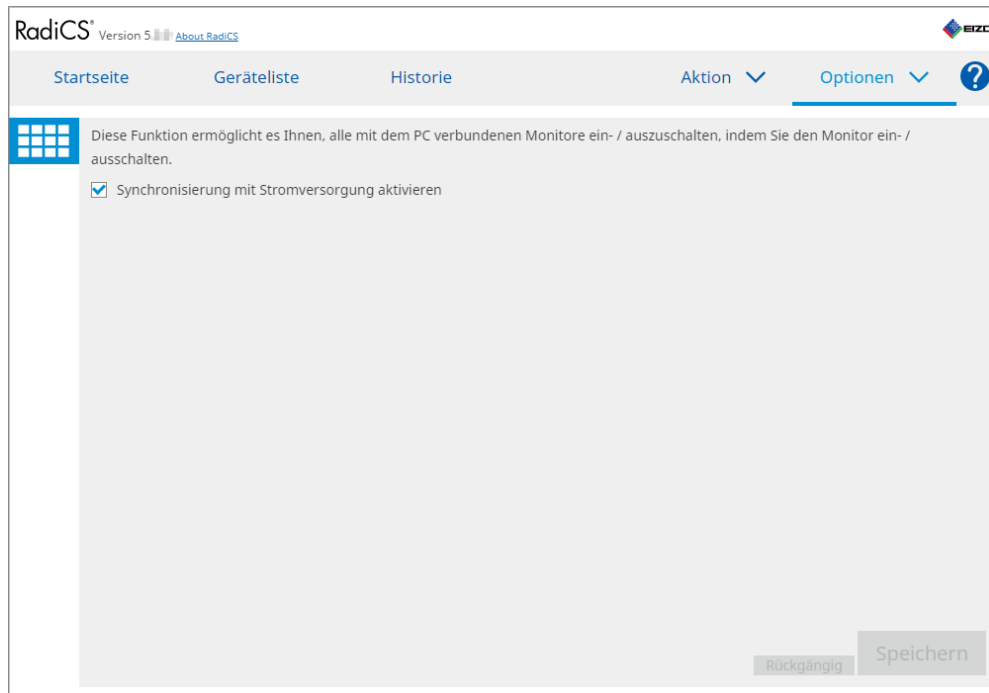 RadiCS® Version 5. About RadiCS
EIZO
Startseite Geräteliste Historie Aktion Optionen ?
Diese Funktion ermöglicht es Ihnen, alle mit dem PC verbundenen Monitore ein- / auszuschalten, indem Sie den Monitor ein- /
ausschalten.
Synchronisierung mit Stromversorgung aktivieren
Rückgängig Speichern